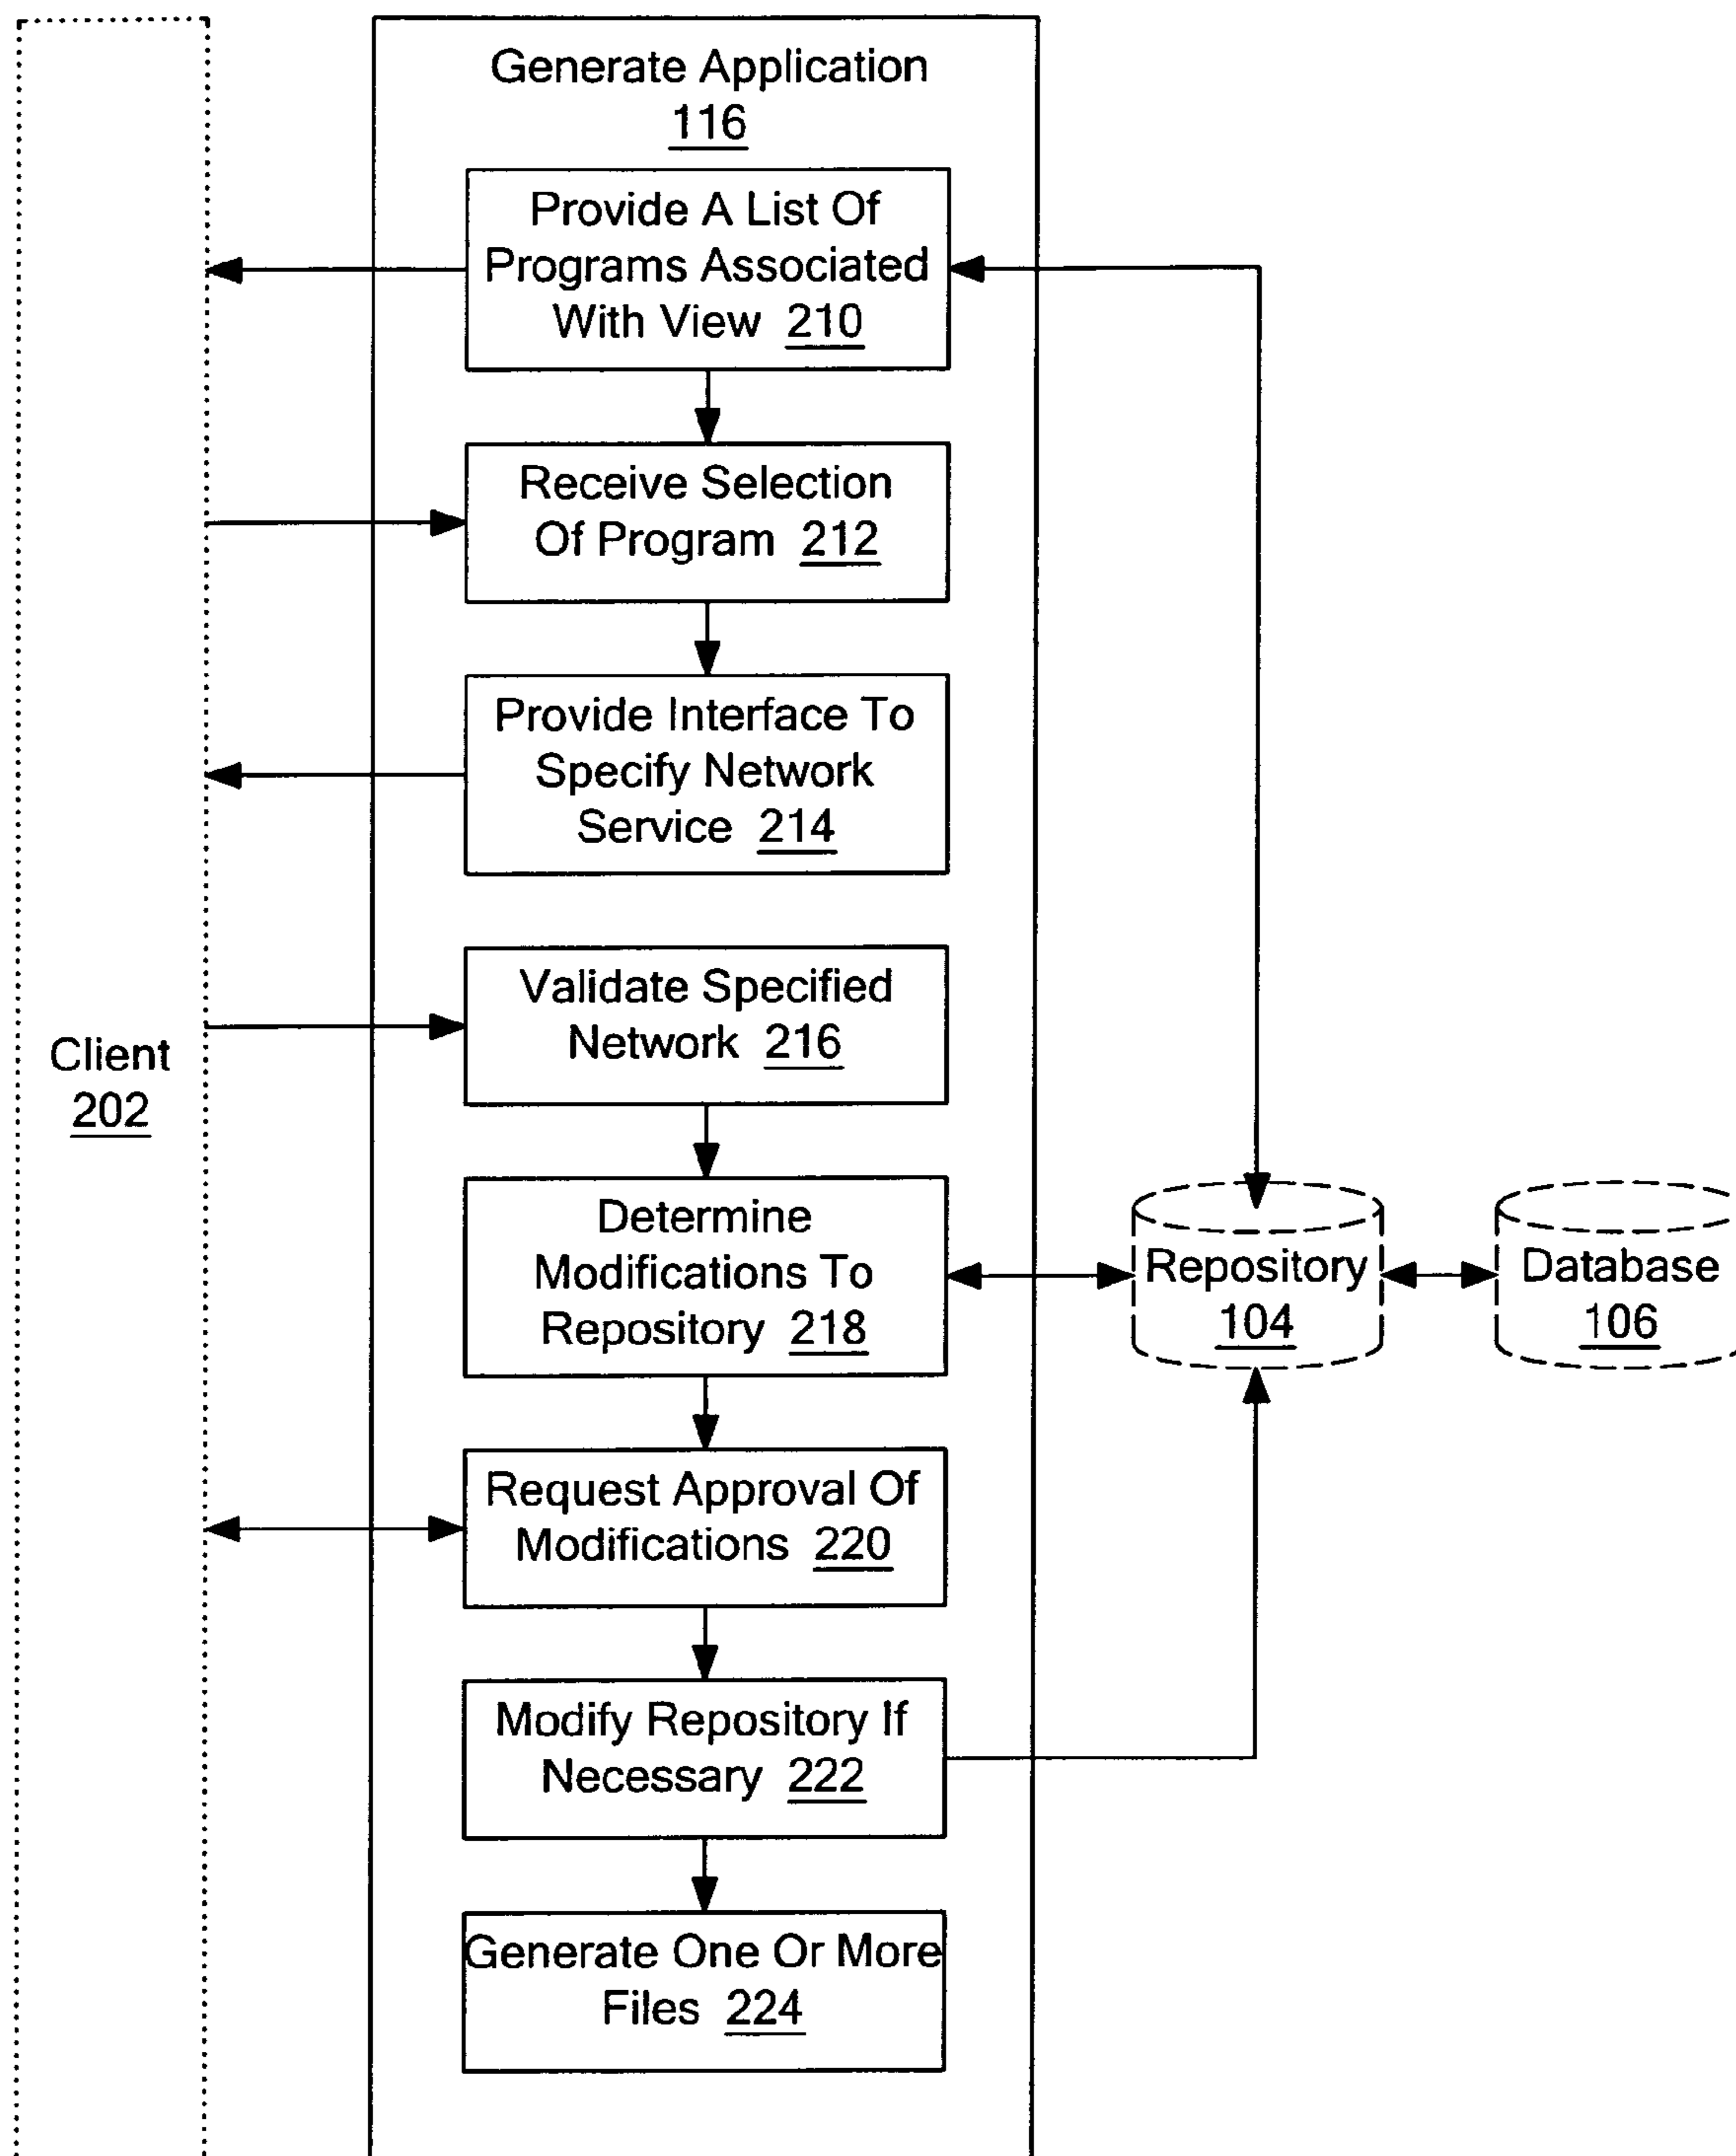 Generate Application
116
Provide A List Of
Programs Associated
With View 210
Receive Selection
Of Program 212
Provide Interface To
Specify Network
Service 214
Validate Specified
Network 216
Client
202
Determine
Modifications To
Repository 218
Repository
104
Database
106
Request Approval Of
Modifications 220
Modify Repository If
Necessary 222
Generate One Or More
Files 224